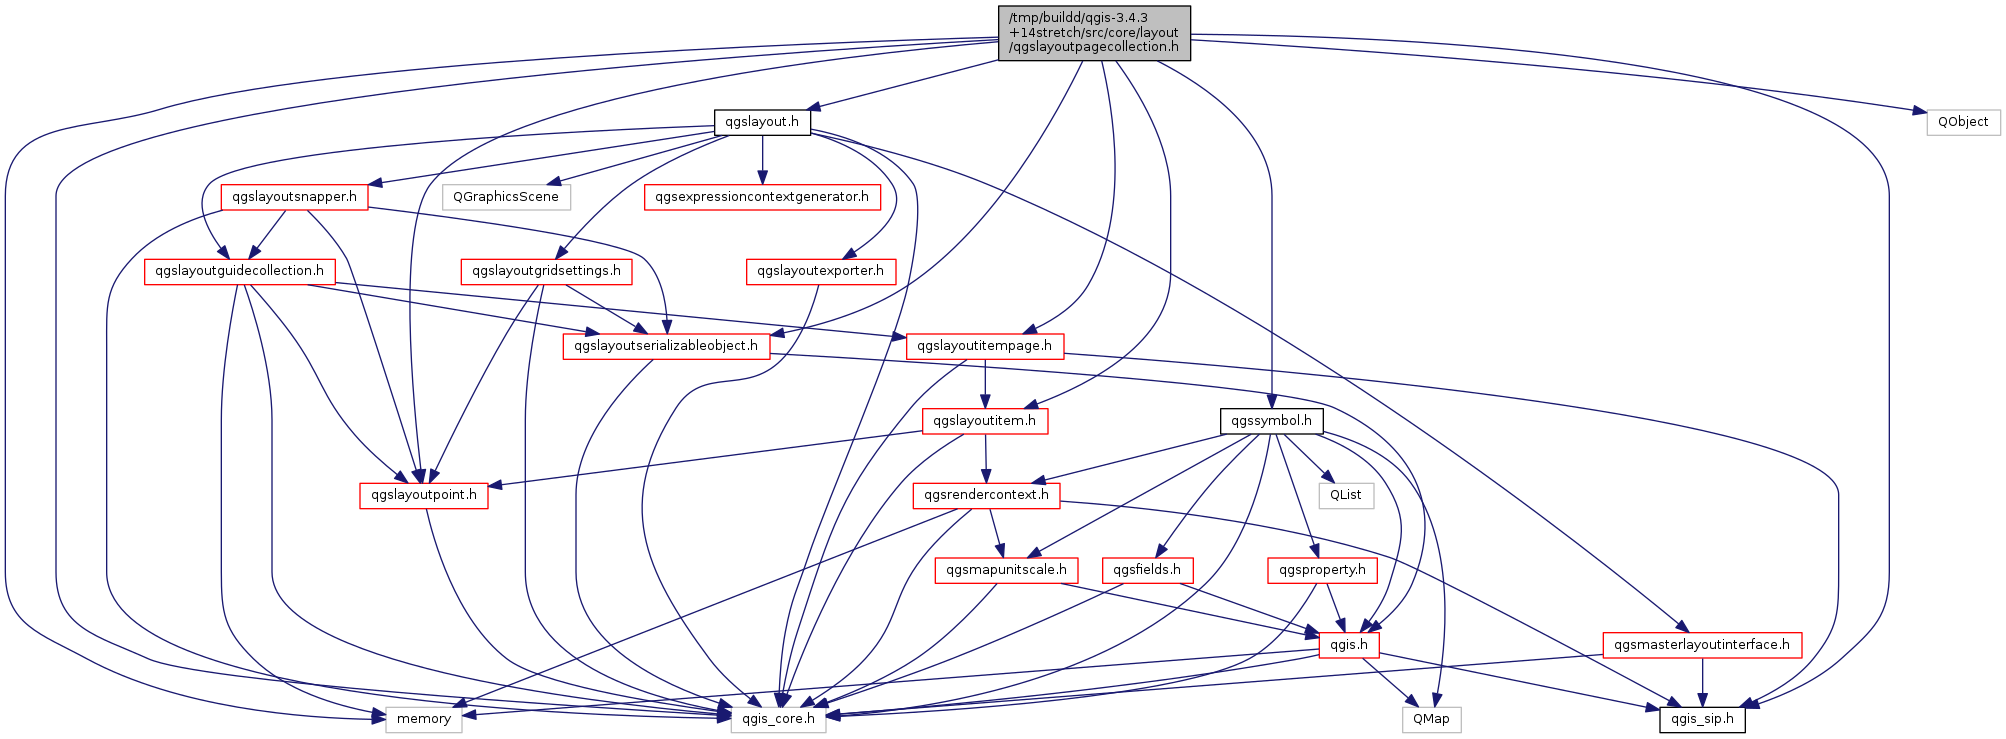 /tmp/buildd/qgis-3.4.3
+14stretch/src/core/layout
/qgslayoutpagecollection.h
qgslayout.h
QObject
qgslayoutsnapper.h
QGraphicsScene
qgsexpressioncontextgenerator.h
qgslayoutguidecollection.h
qgslayoutgridsettings.h
qgslayoutexporter.h
qgslayoutserializableobject.h
qgslayoutitempage.h
qgslayoutitem.h
qgssymbol.h
qgslayoutpoint.h
qgsrendercontext.h
QList
qgsmapunitscale.h
qgsfields.h
qgsproperty.h
qgis.h
qgsmasterlayoutinterface.h
memory
qgis_core.h
QMap
qgis_sip.h